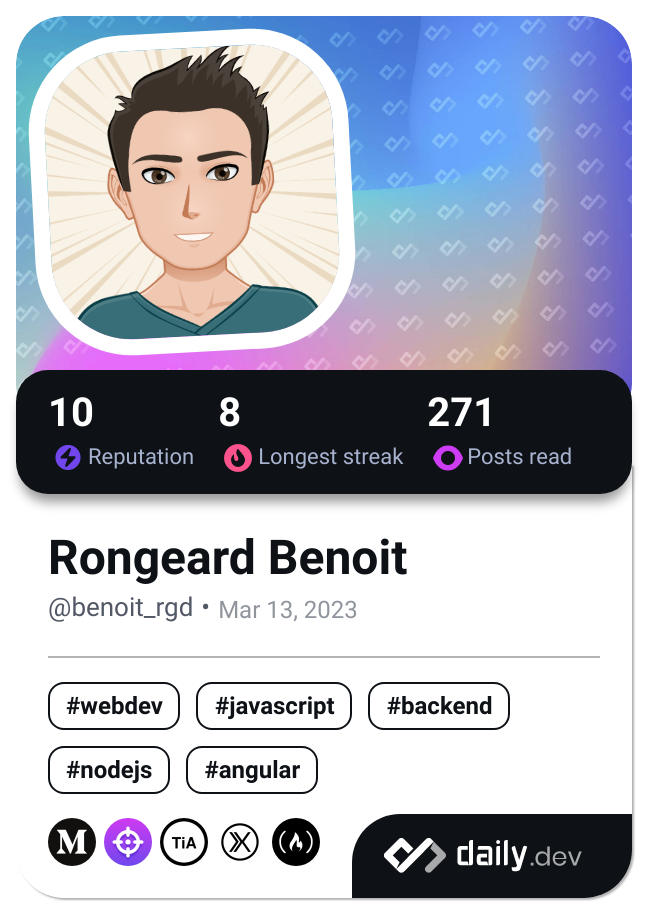 10 8 271
Reputation Longest streak Posts read
Rongeard Benoit
@benoit_rgd • Mar 13, 2023
#webdev #javascript #backend
#nodejs #angular
M TiA daily.dev